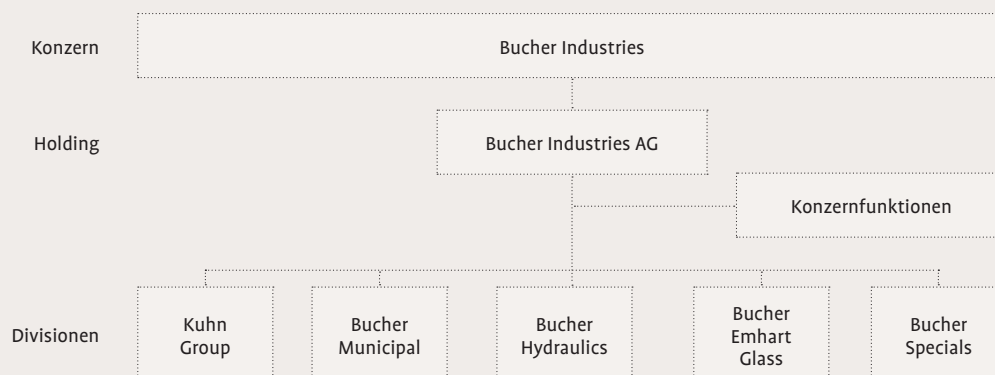 Konzern
Bucher Industries
Holding
Bucher Industries AG
Konzernfunktionen
Divisionen
Kuhn
Group
Bucher
Municipal
Bucher
Hydraulics
Bucher
Emhart
Glass
Bucher
Specials